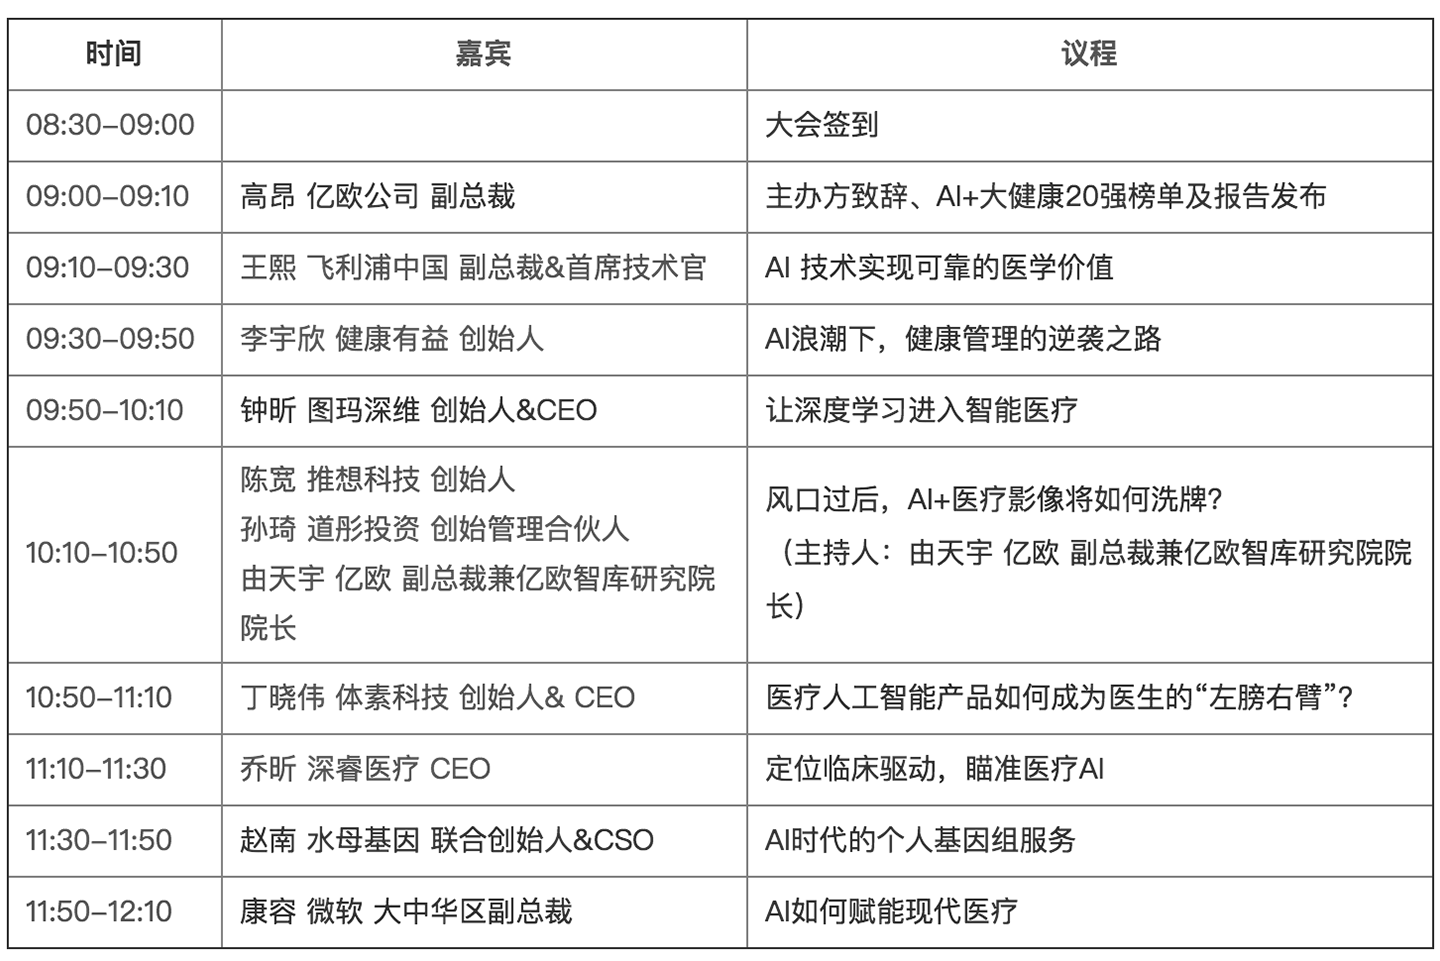 时间 嘉宾 议程
08:30–09:00 大会签到
09:00–09:10 高昂 亿欧公司 副总裁 主办方致辞、AI+大健康20强榜单及报告发布
09:10–09:30 王熙 飞利浦中国 副总裁&首席技术官 AI 技术实现可靠的医学价值
09:30–09:50 李宇欣 健康有益 创始人 AI浪潮下，健康管理的逆袭之路
09:50–10:10 钟昕 图玛深维 创始人&CEO 让深度学习进入智能医疗
10:10–10:50
陈宽 推想科技 创始人
孙琦 道彤投资 创始管理合伙人
由天宇 亿欧 副总裁兼亿欧智库研究院
院长
风口过后，AI+医疗影像将如何洗牌？
（主持人：由天宇 亿欧 副总裁兼亿欧智库研究院院
长）
10:50–11:10 丁晓伟 体素科技 创始人& CEO 医疗人工智能产品如何成为医生的“左膀右臂”？
11:10–11:30 乔昕 深睿医疗 CEO 定位临床驱动，瞄准医疗AI
11:30–11:50 赵南 水母基因 联合创始人&CSO AI时代的个人基因组服务
11:50–12:10 康容 微软 大中华区副总裁 AI如何赋能现代医疗